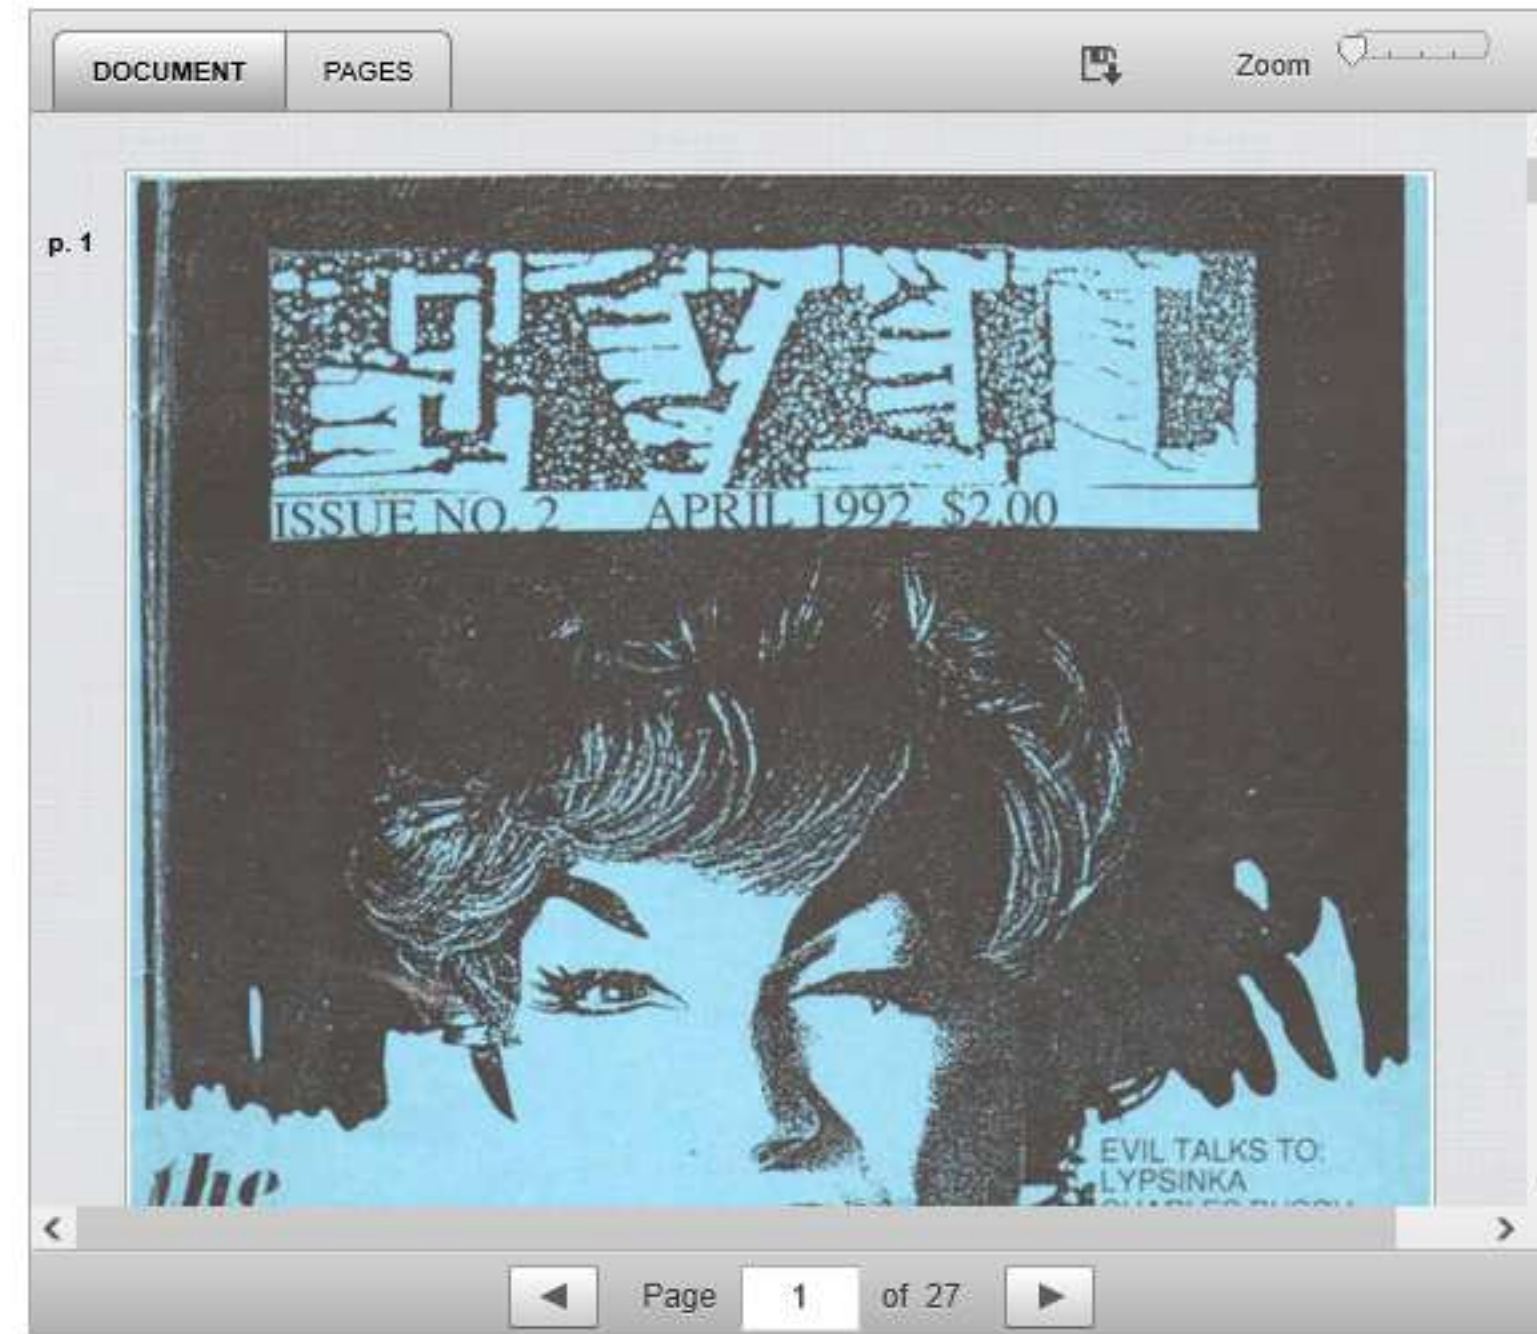 DOCUMENT PAGES Zoom
p. 1
EVIL
ISSUE NO. 2 APRIL 1992 $2.00
the
EVIL TALKS TO:
LYPSINKA
Page 1 of 27